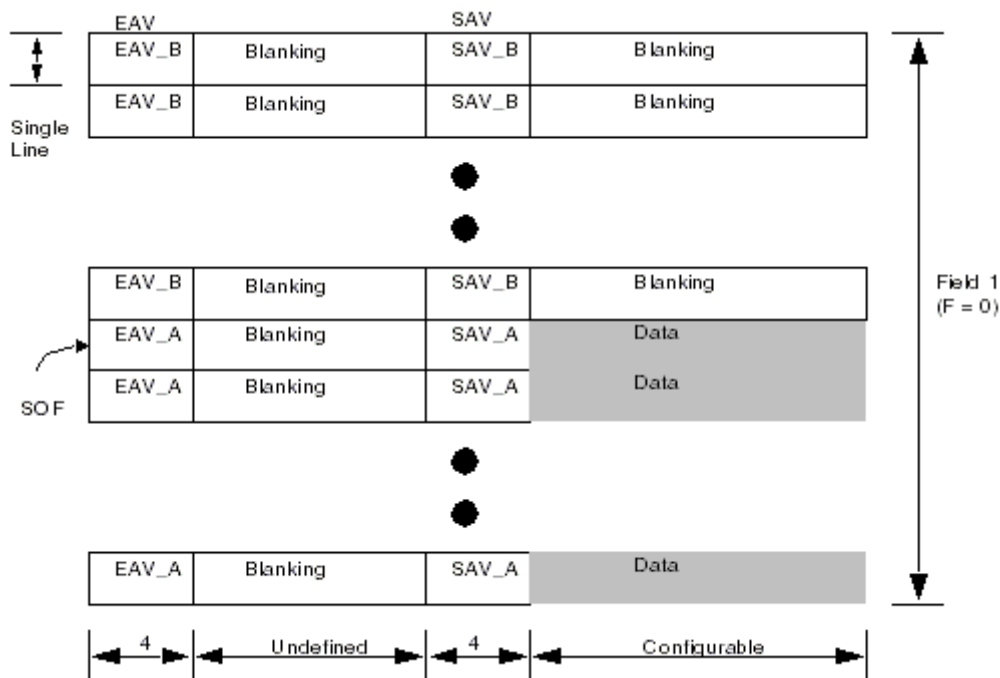 EAV SAV
EAV_B Blanking SAV_B Blanking
EAV_B Blanking SAV_B Blanking
Single
Line
EAV_B Blanking SAV_B Blanking
Field 1
(F = 0)
EAV_A Blanking SAV_A Data
EAV_A Blanking SAV_A Data
SOF
EAV_A Blanking SAV_A Data
4 Undefined 4 Configurable